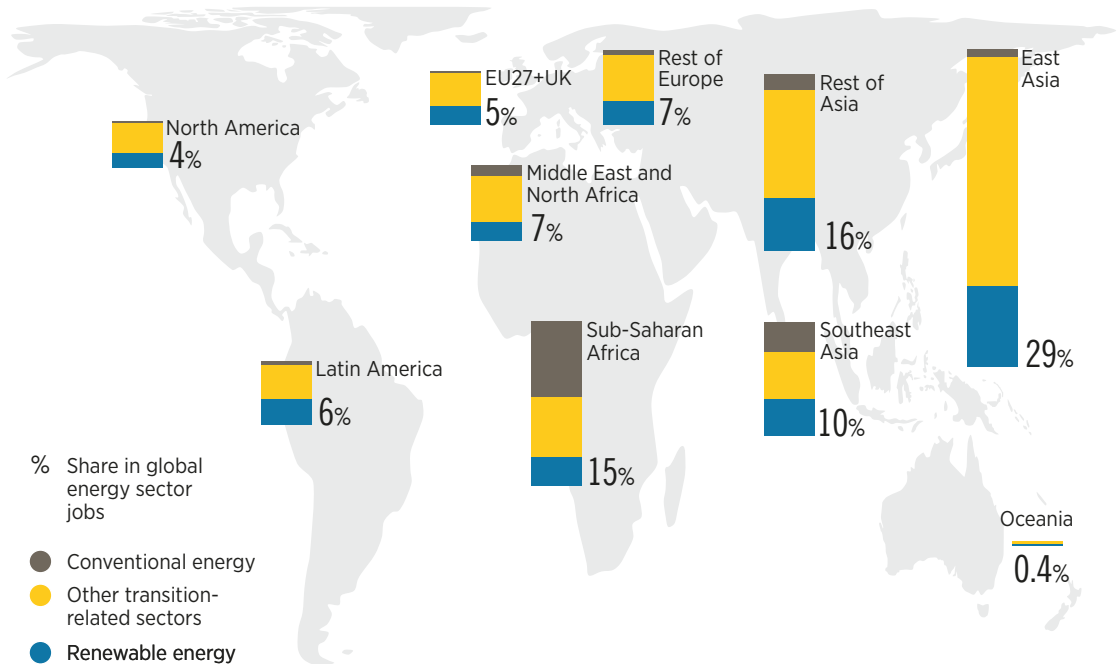 North America
4%
EU27+UK
5%
Rest of
Europe
7%
Rest of
Asia
16%
East
Asia
29%
Middle East and
North Africa
7%
Latin America
6%
Sub-Saharan
Africa
15%
Southeast
Asia
10%
Oceania
0.4%
% Share in global
energy sector
jobs
Conventional energy
Other transition-
related sectors
Renewable energy